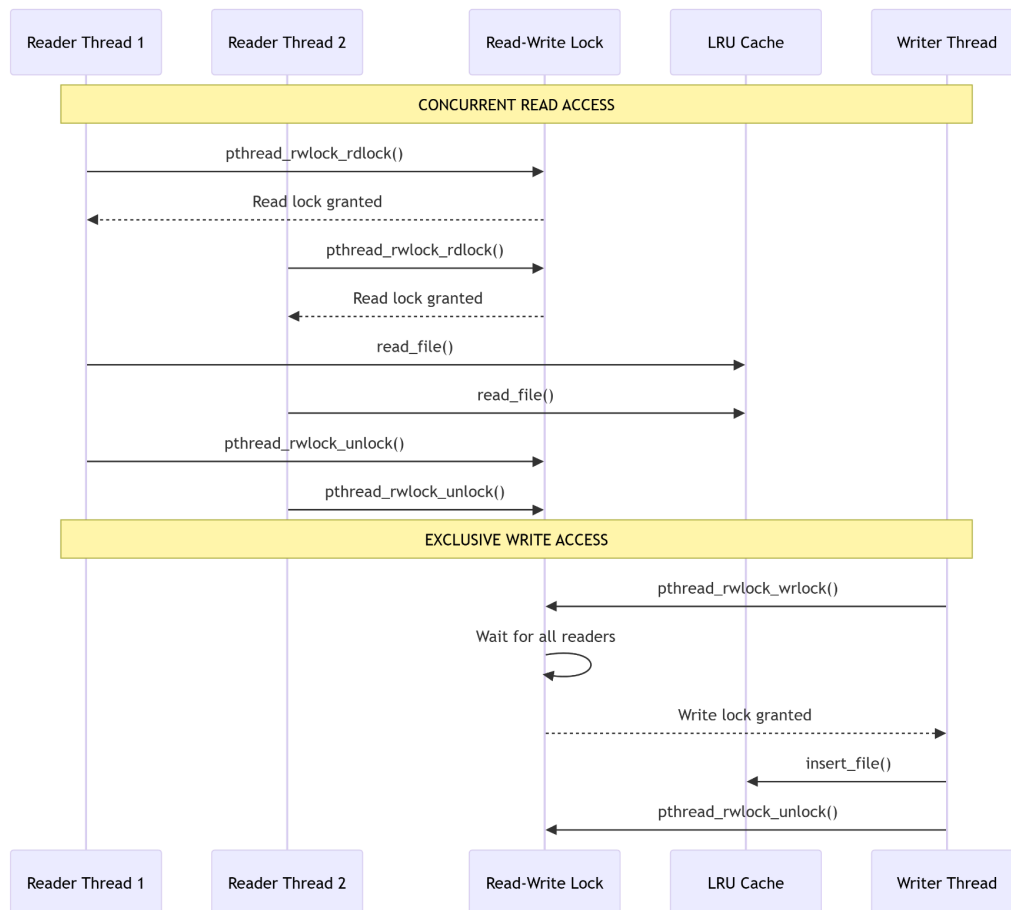 Reader Thread 1
Reader Thread 2
Read-Write Lock
LRU Cache
Writer Thread
CONCURRENT READ ACCESS
pthread_rwlock_rdlock()
Read lock granted
pthread_rwlock_rdlock()
Read lock granted
read_file()
read_file()
pthread_rwlock_unlock()
pthread_rwlock_unlock()
EXCLUSIVE WRITE ACCESS
pthread_rwlock_wrlock()
Wait for all readers
Write lock granted
insert_file()
pthread_rwlock_unlock()
Reader Thread 1
Reader Thread 2
Read-Write Lock
LRU Cache
Writer Thread